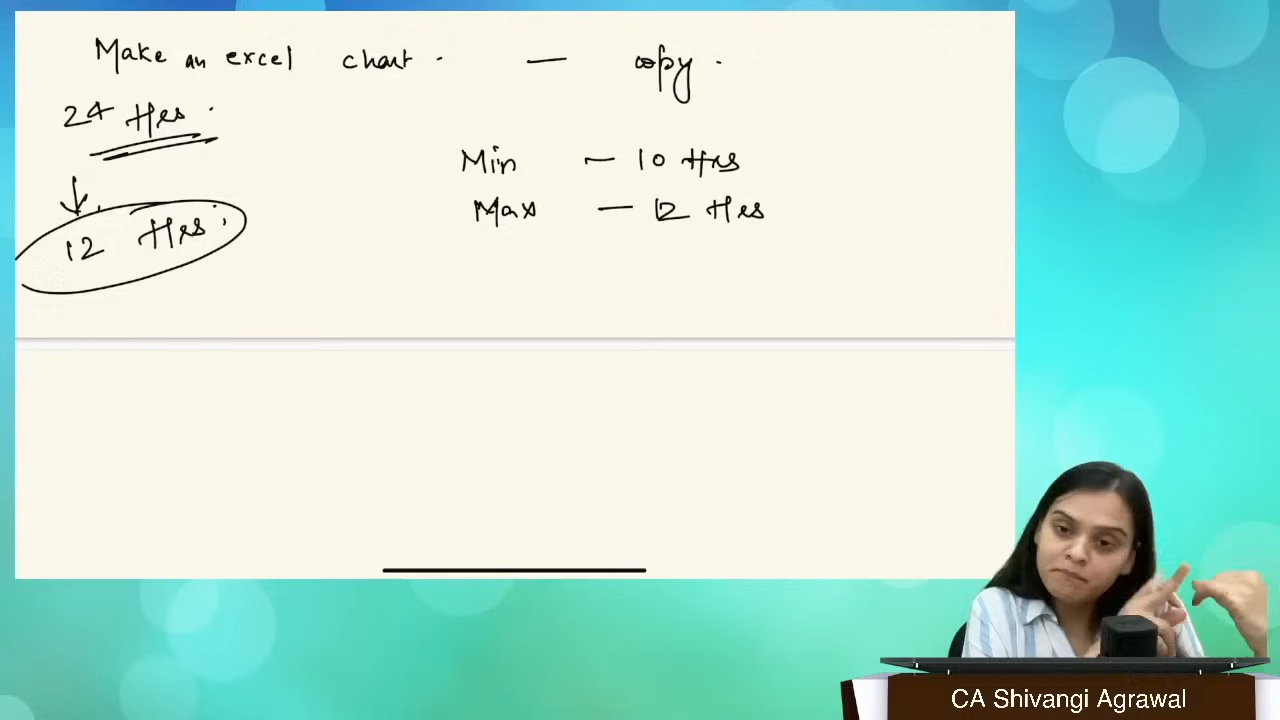 Make an excel chart. — copy.
24 Hrs.
Min — 10 Hrs
Max — 12 Hrs
12 Hrs.
CA Shivangi Agrawal